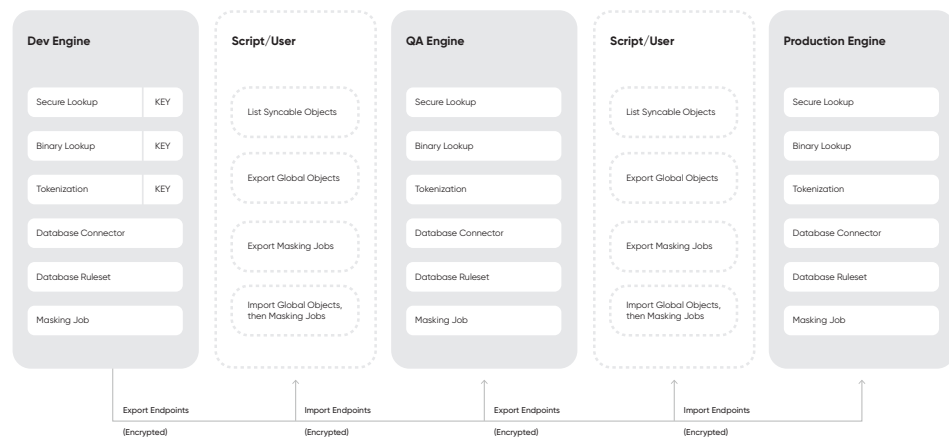 Dev Engine
Secure Lookup KEY
Binary Lookup KEY
Tokenization KEY
Database Connector
Database Ruleset
Masking Job
Script/User
List Syncable Objects
Export Global Objects
Export Masking Jobs
Import Global Objects,
then Masking Jobs
QA Engine
Secure Lookup
Binary Lookup
Tokenization
Database Connector
Database Ruleset
Masking Job
Script/User
List Syncable Objects
Export Global Objects
Export Masking Jobs
Import Global Objects,
then Masking Jobs
Production Engine
Secure Lookup
Binary Lookup
Tokenization
Database Connector
Database Ruleset
Masking Job
Export Endpoints
(Encrypted)
Import Endpoints
(Encrypted)
Export Endpoints
(Encrypted)
Import Endpoints
(Encrypted)